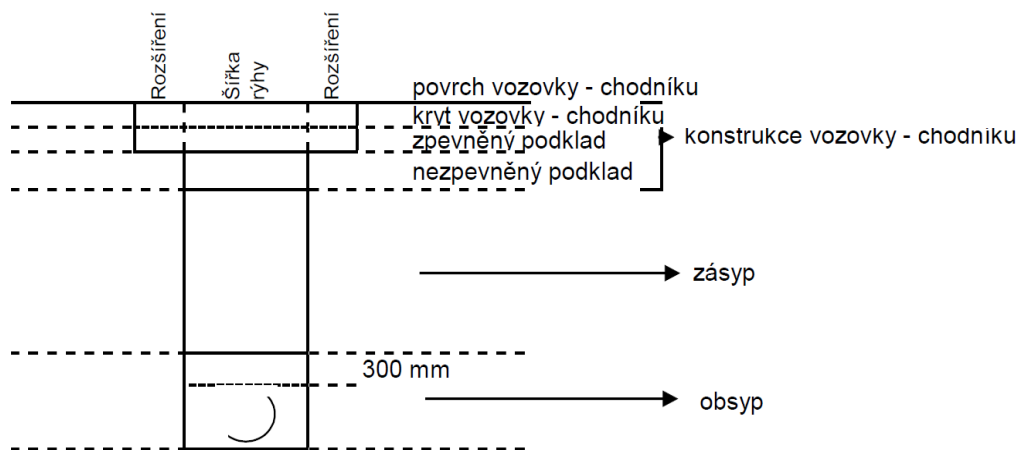 Rozšíření
Šířka
rýhy
Rozšíření
povrch vozovky - chodníku
kryt vozovky - chodníku
zpevněný podklad
konstrukce vozovky - chodníku
nezpevněný podklad
zásyp
300 mm
obsyp